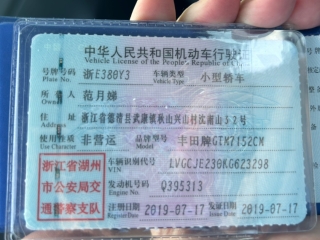 中华人民共和国机动车行驶证
Vehicle License of the People's Republic of China
号牌号码 浙E380Y3 车辆类型 小型轿车
Plate No. Vehicle Type
所有人 范月娣
Owner
住址 浙江省德清县武康镇秋山兴山村沈南山52号
Address
使用性质 非营运 品牌型号 丰田牌GTM7152CM
Use Character Model
浙江省湖州市公安局交通警察支队
车辆识别代号 LVGCJE230KG623298
VIN
发动机号码 Q395313
Engine No.
注册日期 2019-07-17 发证日期 2019-07-17
Register Date Issue Date